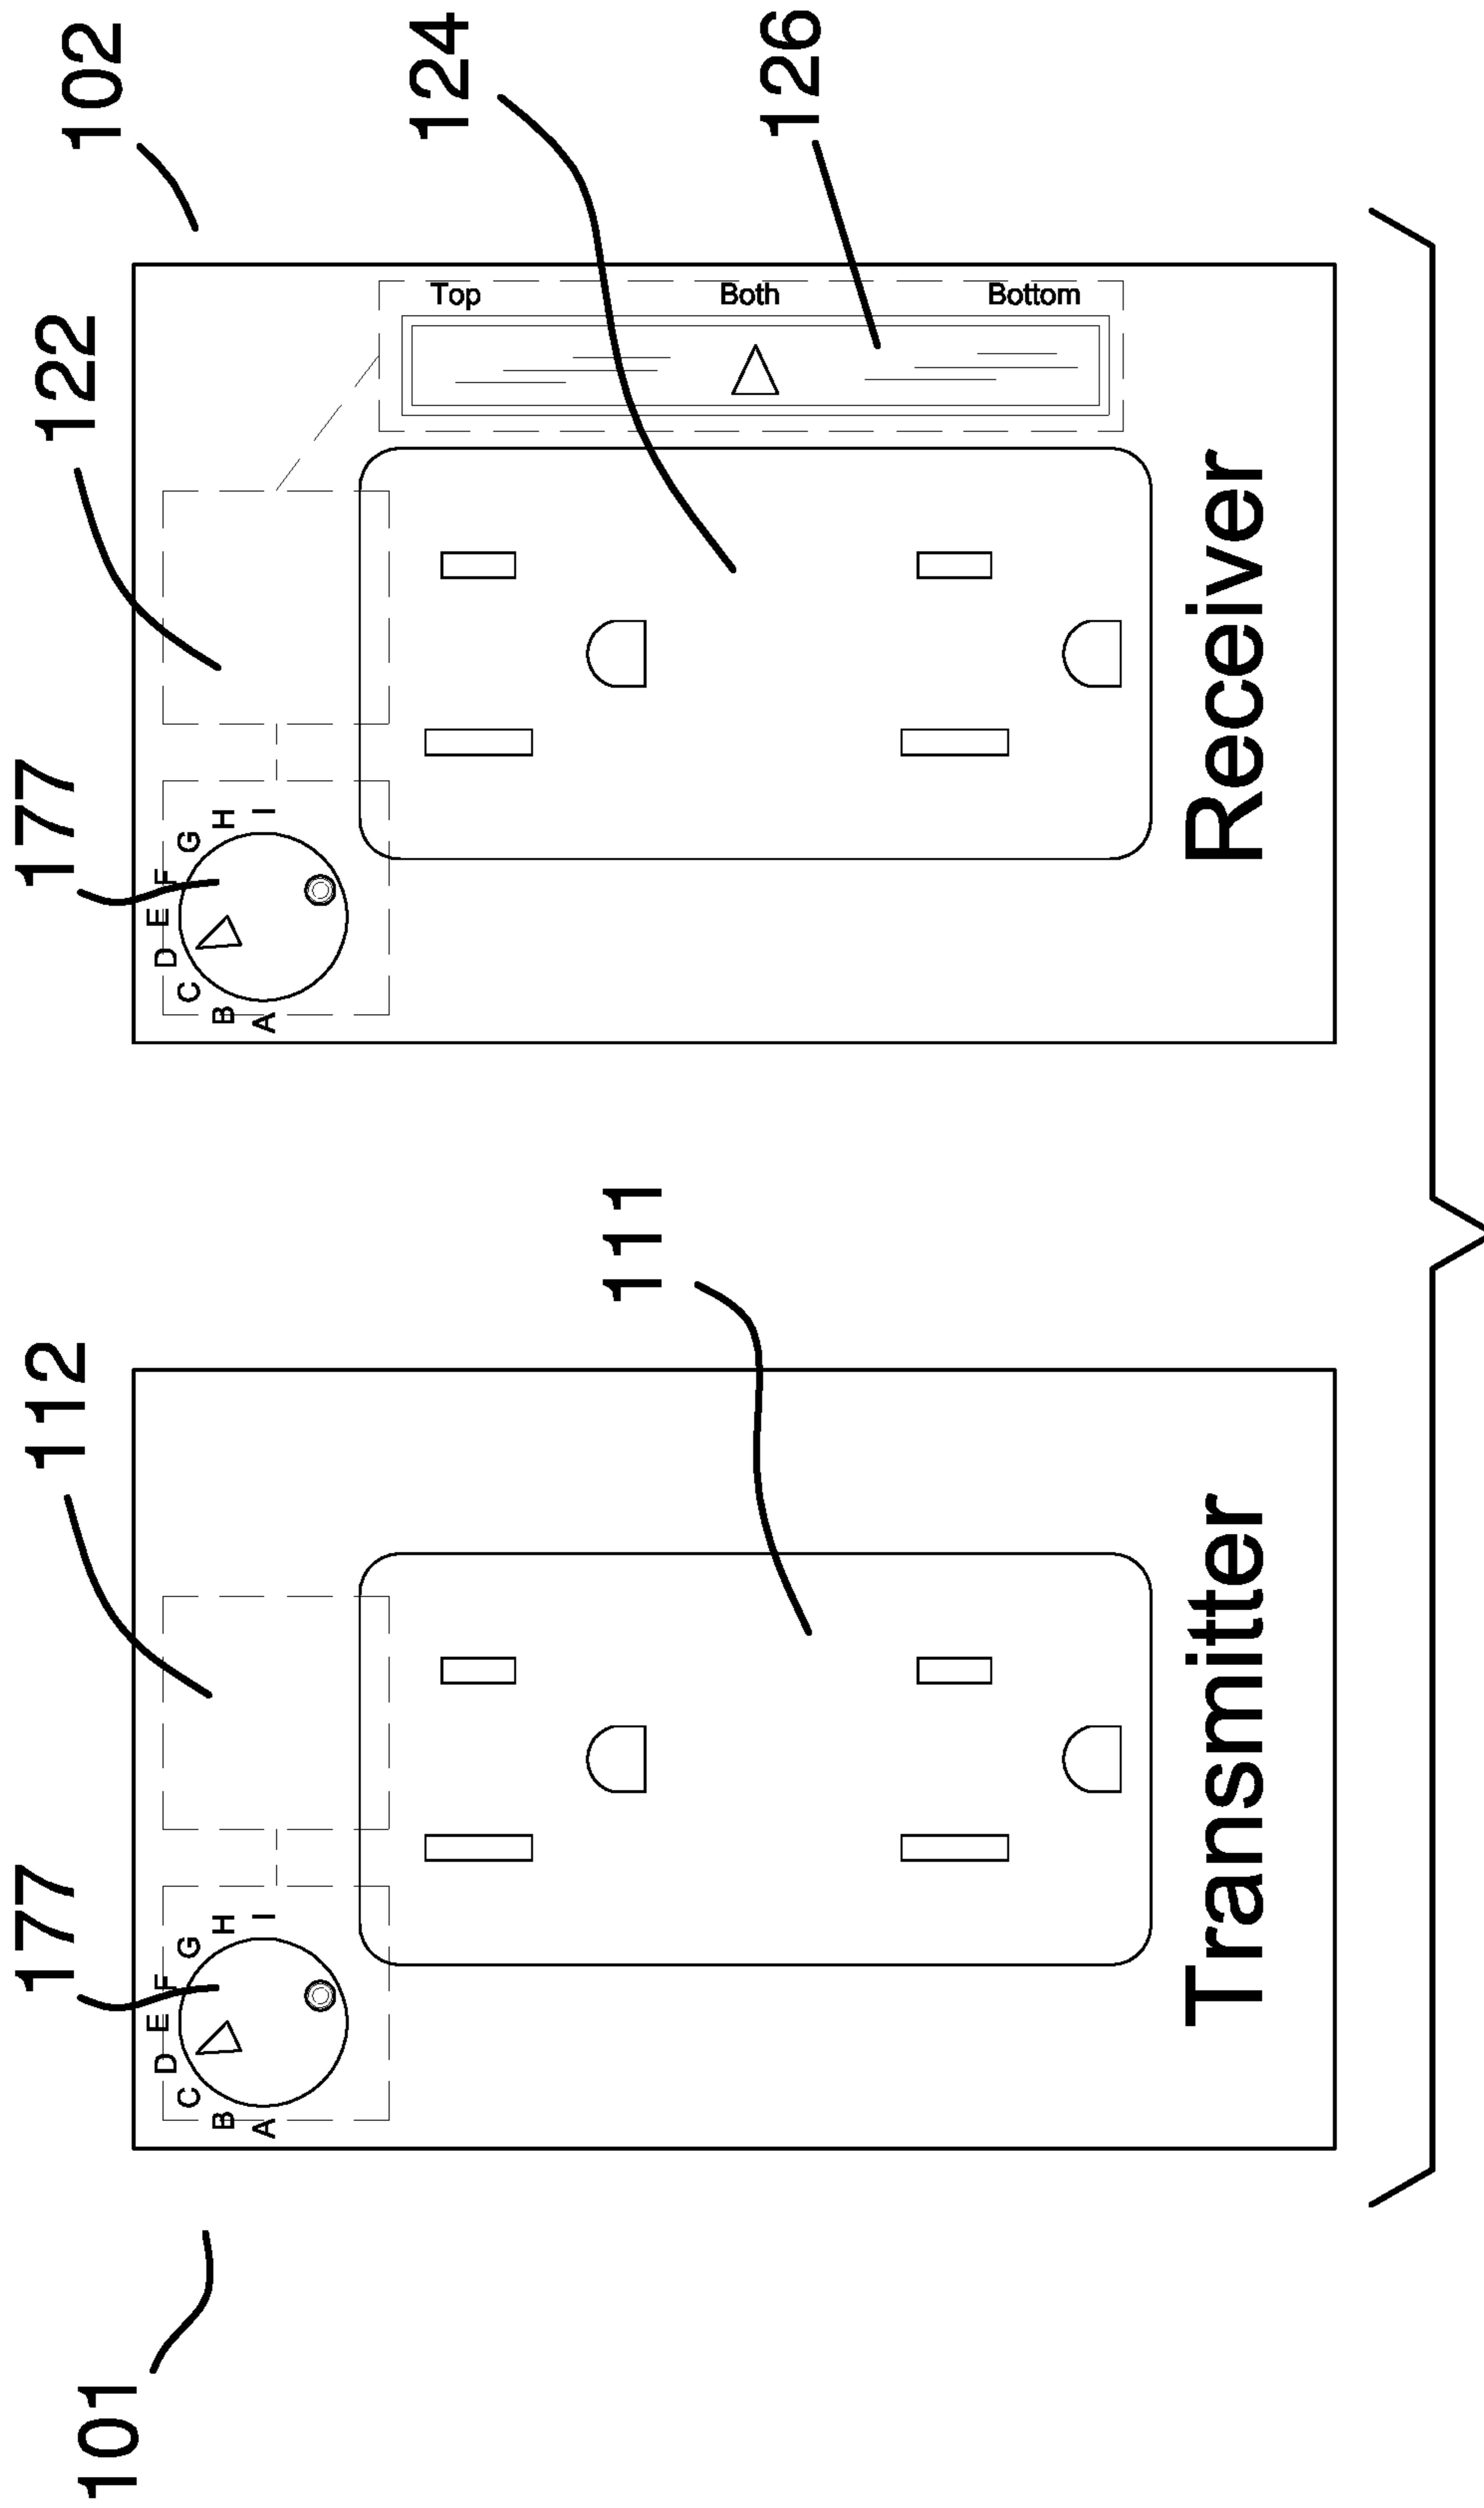 101
177
112
A B C D E F G H I
111
Transmitter
177
122
102
A B C D E F G H I
124
126
Top
Both
Bottom
Receiver